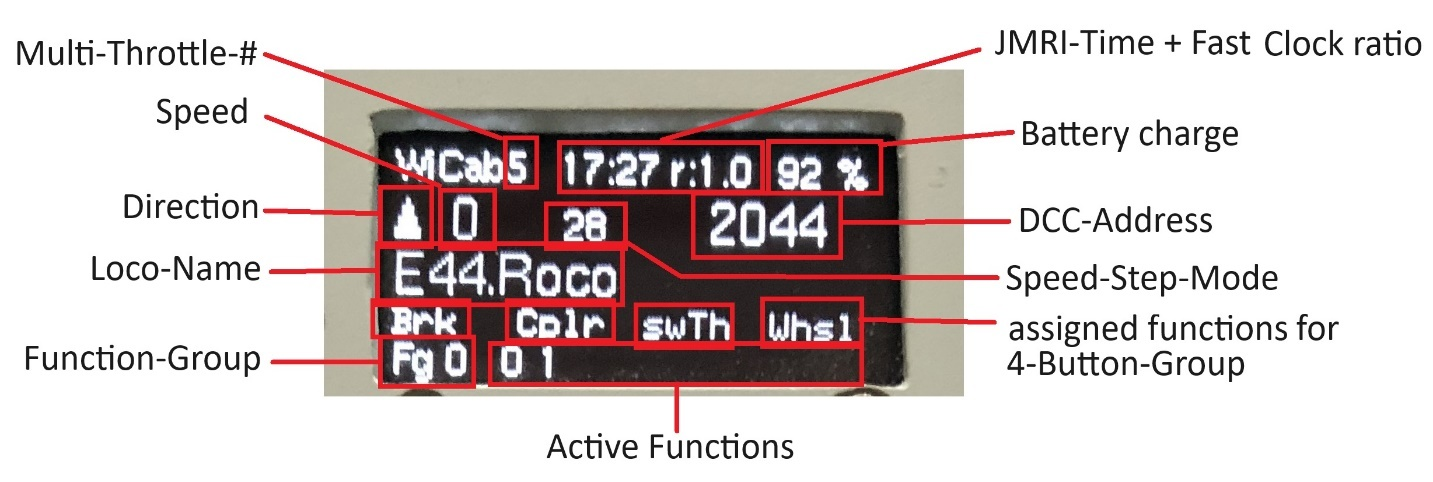 Multi-Throttle-#
JMRI-Time + Fast Clock ratio
Speed
Battery charge
WiCab5 17:27 r:1.0 92 %
Direction
0 28 2044
DCC-Address
Loco-Name
E44.Roco
Speed-Step-Mode
Brk Cplr swTh Whsl
assigned functions for
4-Button-Group
Function-Group
Fg 0 0 1
Active Functions